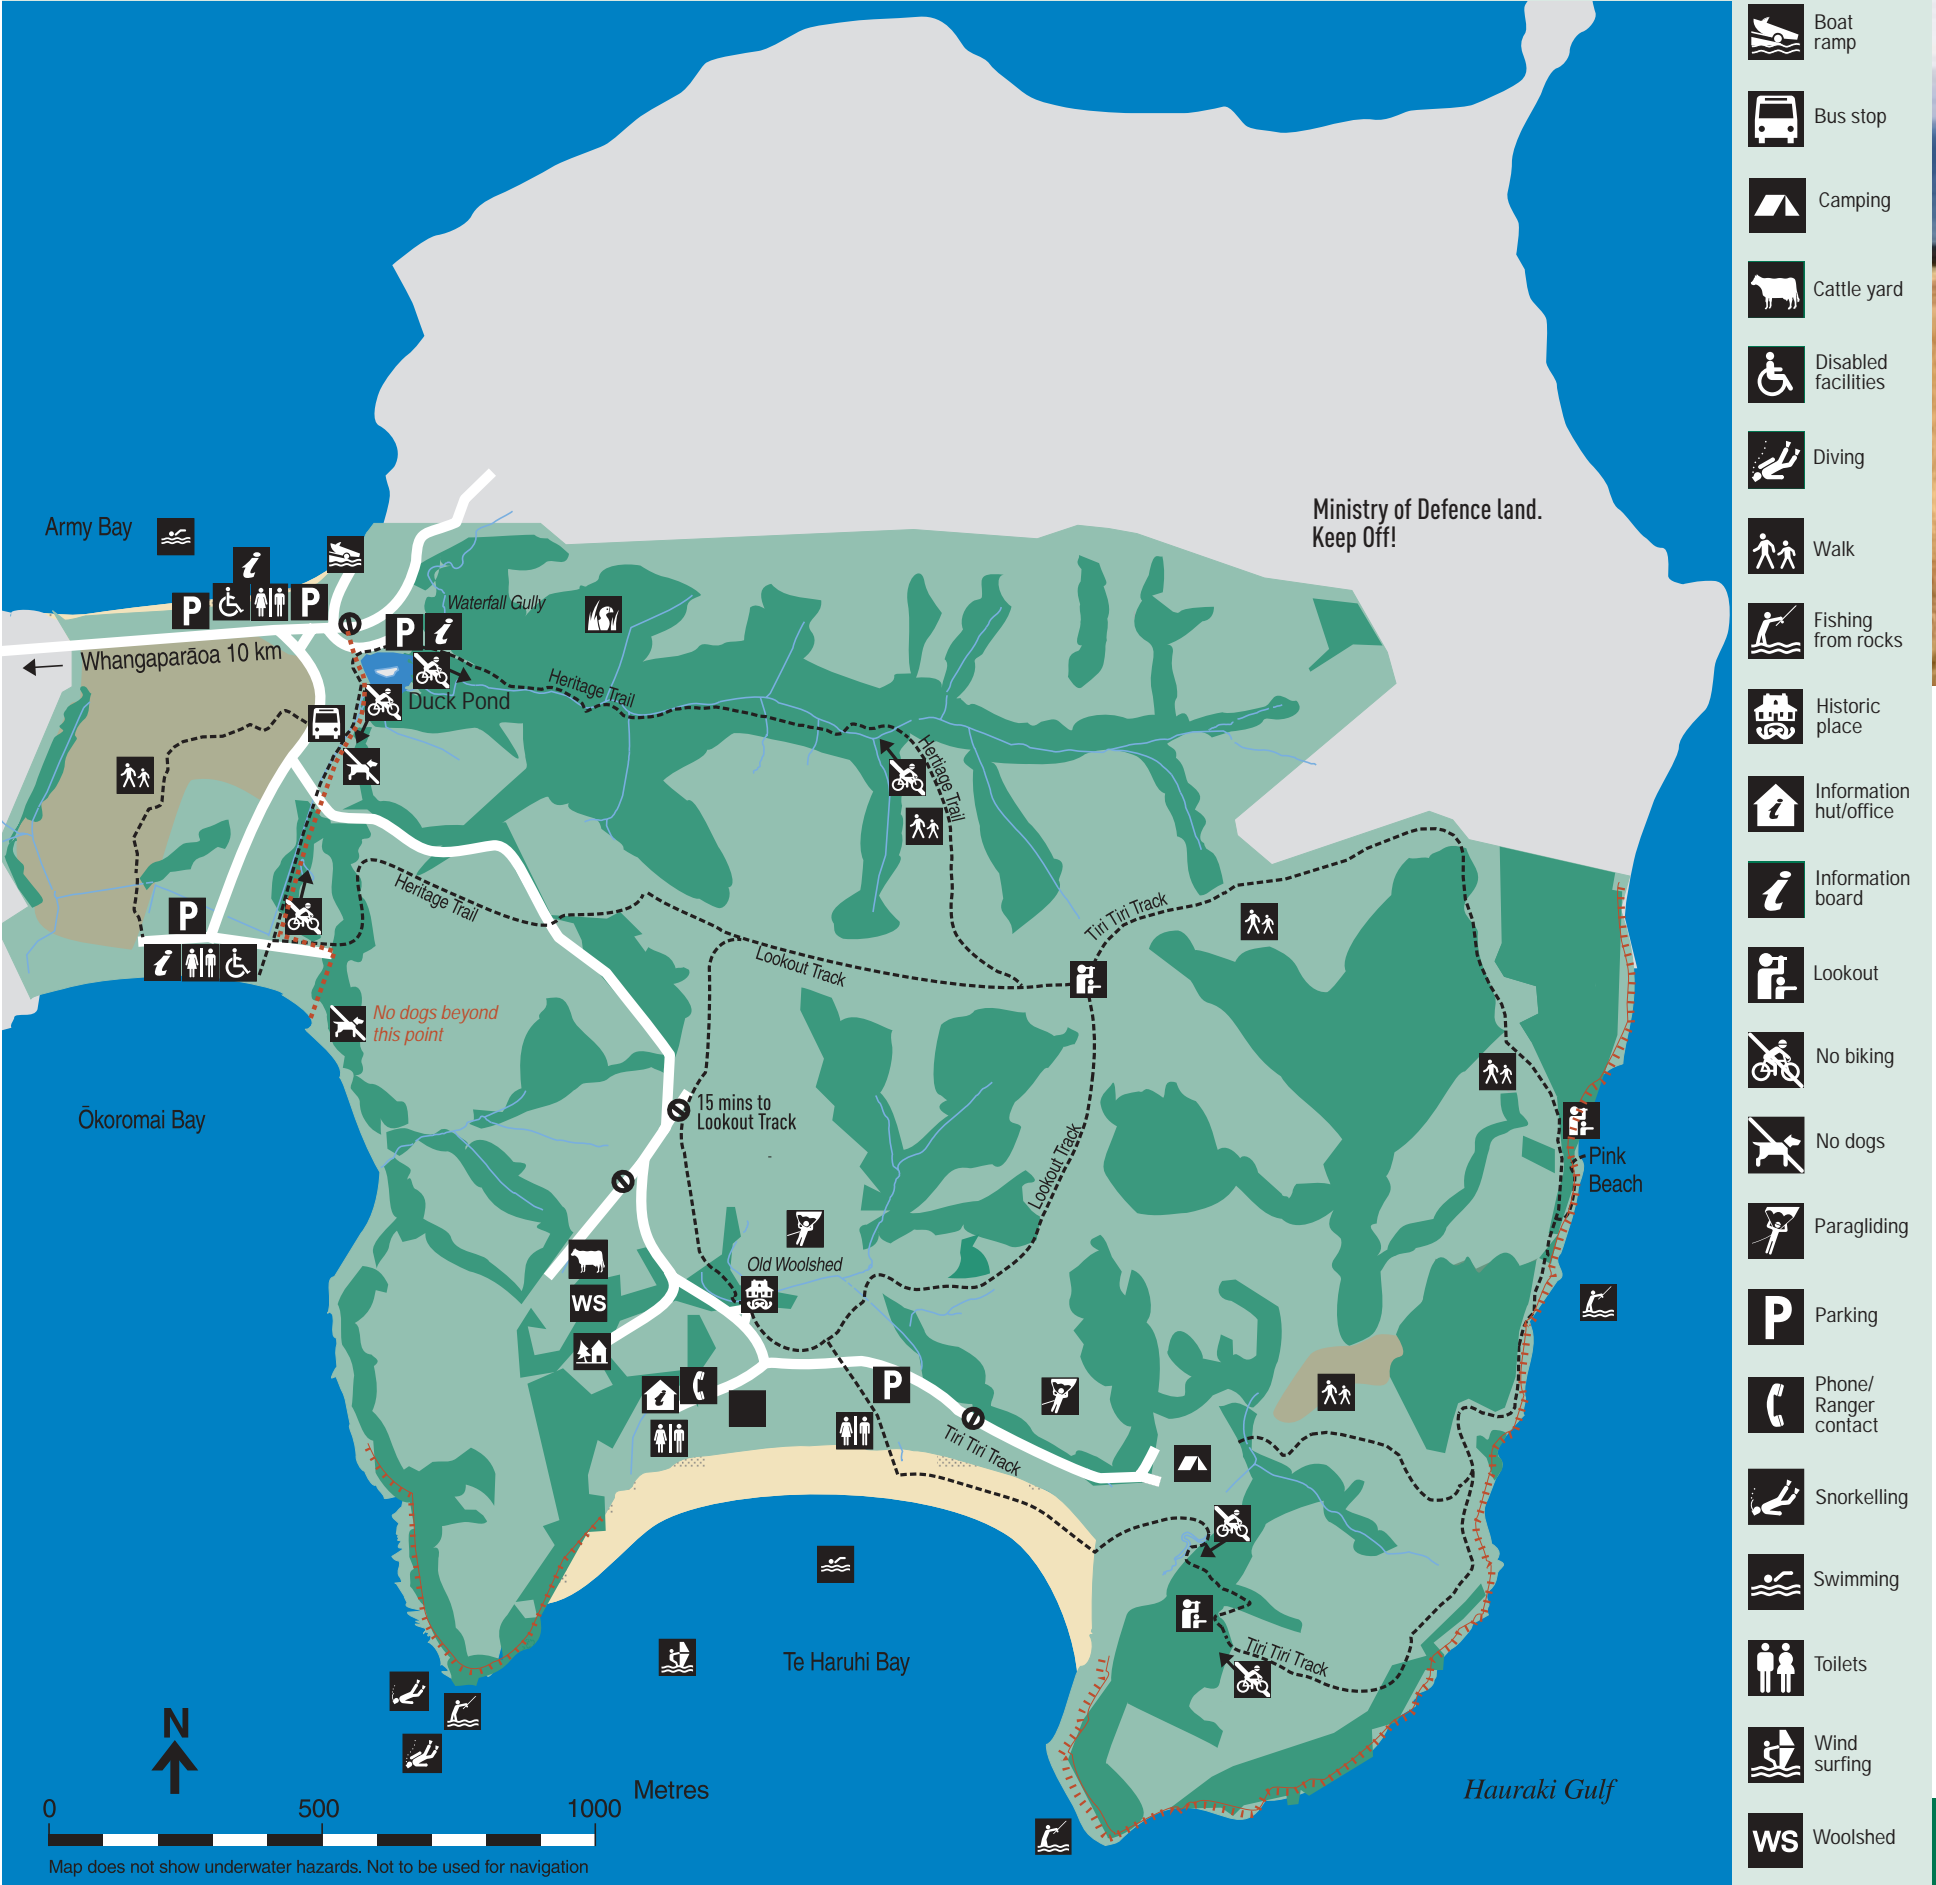 Army Bay
P
P
Whangaparāoa 10 km
P
Waterfall Gully
Duck Pond
Heritage Trail
Heritage Trail
Heritage Trail
P
No dogs beyond
this point
Ōkoromai Bay
Ministry of Defence land.
Keep Off!
Tiri Tiri Track
Lookout Track
15 mins to
Lookout Track
Lookout Track
Pink
Beach
Old Woolshed
WS
P
Tiri Tiri Track
Tiri Tiri Track
Te Haruhi Bay
Hauraki Gulf
N
0
500
1000
Metres
Map does not show underwater hazards. Not to be used for navigation
Boat
ramp
Bus stop
Camping
Cattle yard
Disabled
facilities
Diving
Walk
Fishing
from rocks
Historic
place
Information
hut/office
i
Information
board
Lookout
No biking
No dogs
Paragliding
P
Parking
Phone/
Ranger
contact
Snorkelling
Swimming
Toilets
Wind
surfing
WS
Woolshed